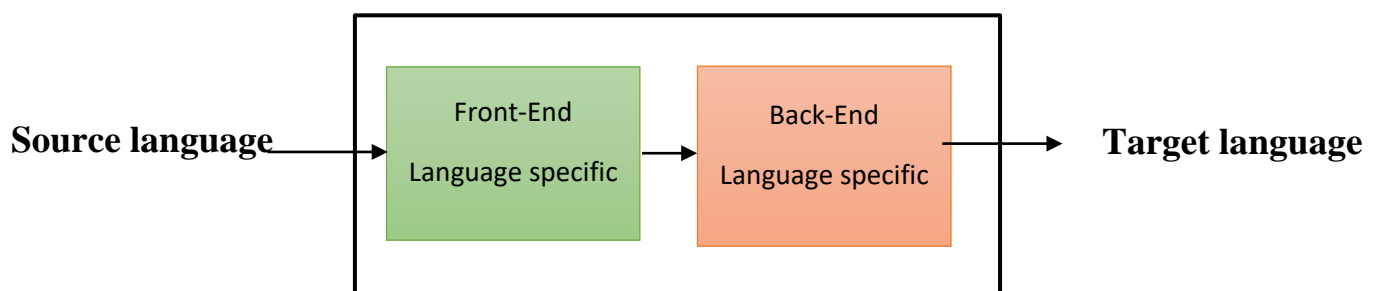 Source language
Front-End
Language specific
Back-End
Language specific
Target language